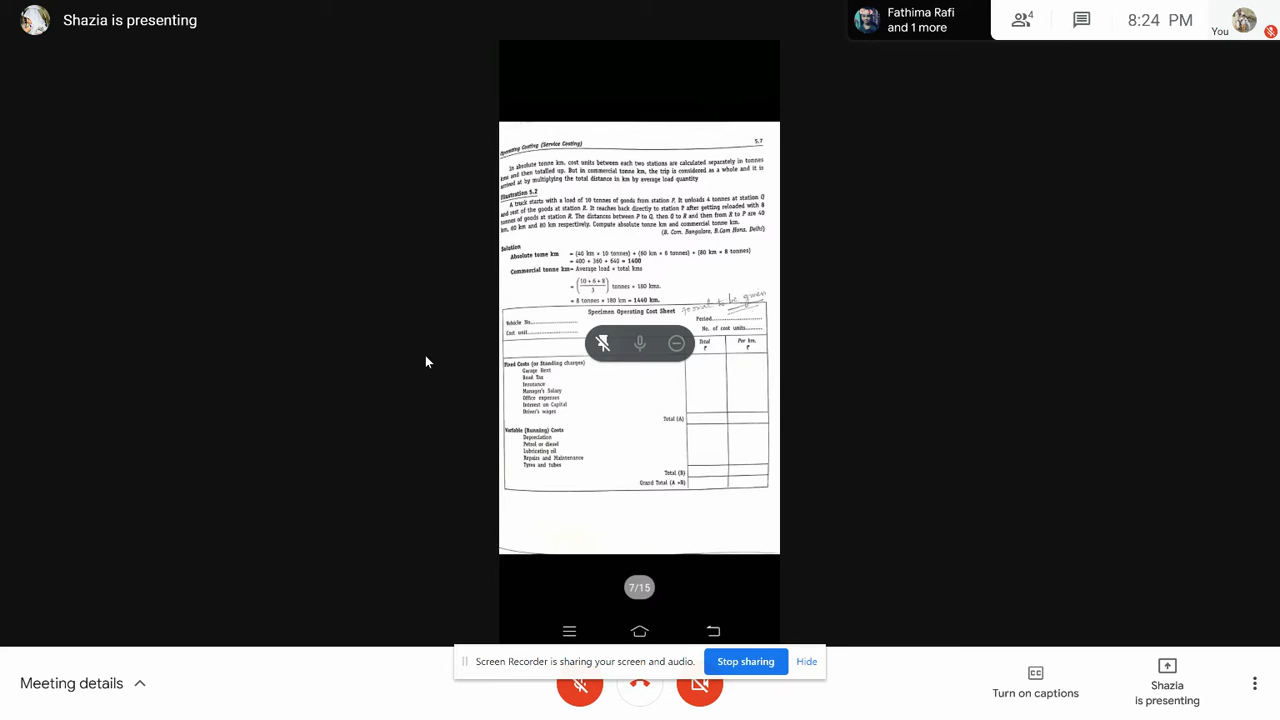 Shazia is presenting
Fathima Rafi
and 1 more
4
8:24 PM
You
Operating Costing (Service Costing)
5.7
In absolute tonne km, cost units between each two stations are calculated separately in tonnes
kms and then totalled up. But in commercial tonne km, the trip is considered as a whole and it is
arrived at by multiplying the total distance in km by average load quantity
Illustration 5.2
A truck starts with a load of 10 tonnes of goods from station P. It unloads 4 tonnes at station Q
and rest of the goods at station R. It reaches back directly to station P after getting reloaded with 8
tonnes of goods at station R. The distances between P to Q, then Q to R and then from R to P are 40
km, 60 km and 80 km respectively. Compute absolute tonne km and commercial tonne km.
(B. Com. Bangalore, B.Com Hons. Delhi)
Solution
Absolute tome km = (40 km × 10 tonnes) + (60 km × 6 tonnes) + (80 km × 8 tonnes)
= 400 + 360 + 640 = 1400
Commercial tonne km = Average load × total kms
= (10+6+8/3) tonnes × 180 kms.
= 8 tonnes × 180 km = 1440 km.
to be given
Specimen Operating Cost Sheet
Vehicle No...............
Period...............
Cost unit...............
No. of cost units.......
Total
₹
Per km.
₹
Fixed Costs (or Standing charges)
Garage Rent
Road Tax
Insurance
Manager's Salary
Office expenses
Interest on Capital
Driver's wages
Total (A)
Variable (Running) Costs
Depreciation
Petrol or diesel
Lubricating oil
Repairs and Maintenance
Tyres and tubes
Total (B)
Grand Total (A +B)
7/15
Screen Recorder is sharing your screen and audio.
Stop sharing
Hide
Meeting details
Turn on captions
Shazia
is presenting